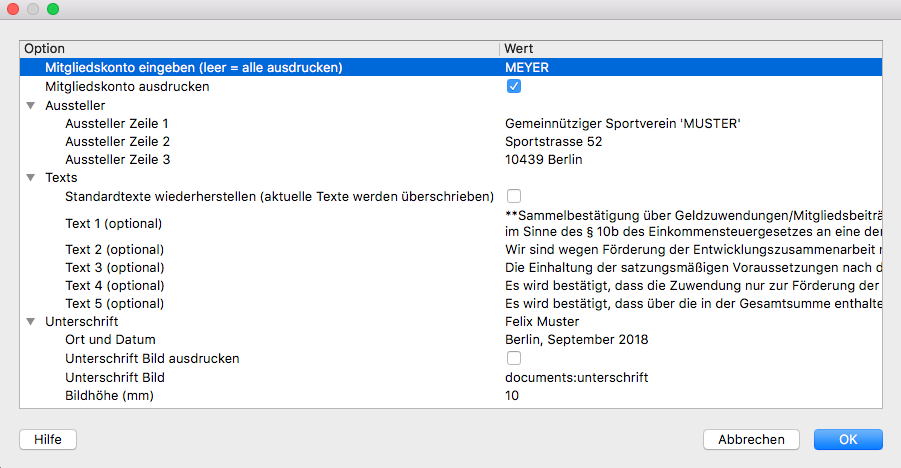 Option Wert
Mitgliedskonto eingeben (leer = alle ausdrucken) MEYER
Mitgliedskonto ausdrucken
Aussteller
Aussteller Zeile 1 Gemeinnütziger Sportverein 'MUSTER'
Aussteller Zeile 2 Sportstrasse 52
Aussteller Zeile 3 10439 Berlin
Texts
Standardtexte wiederherstellen (aktuelle Texte werden überschrieben)
Text 1 (optional) **Sammelbestätigung über Geldzuwendungen/Mitgliedsbeiträ
im Sinne des § 10b des Einkommensteuergesetzes an eine der
Text 2 (optional) Wir sind wegen Förderung der Entwicklungszusammenarbeit
Text 3 (optional) Die Einhaltung der satzungsmäßigen Voraussetzungen nach d
Text 4 (optional) Es wird bestätigt, dass die Zuwendung nur zur Förderung der
Text 5 (optional) Es wird bestätigt, dass über die in der Gesamtsumme enthalte
Unterschrift Felix Muster
Ort und Datum Berlin, September 2018
Unterschrift Bild ausdrucken
Unterschrift Bild documents:unterschrift
Bildhöhe (mm) 10
Hilfe Abbrechen OK